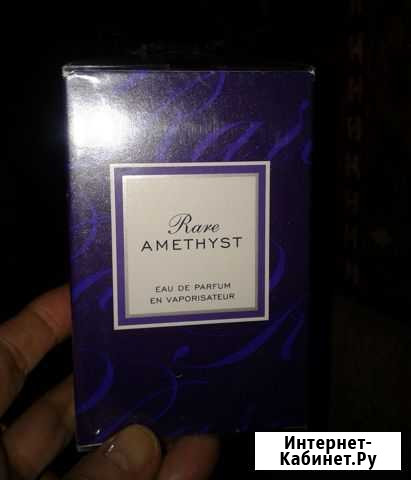 Rare
AMETHYST
EAU DE PARFUM
EN VAPORISATEUR
Интернет-
Кабинет.Ру